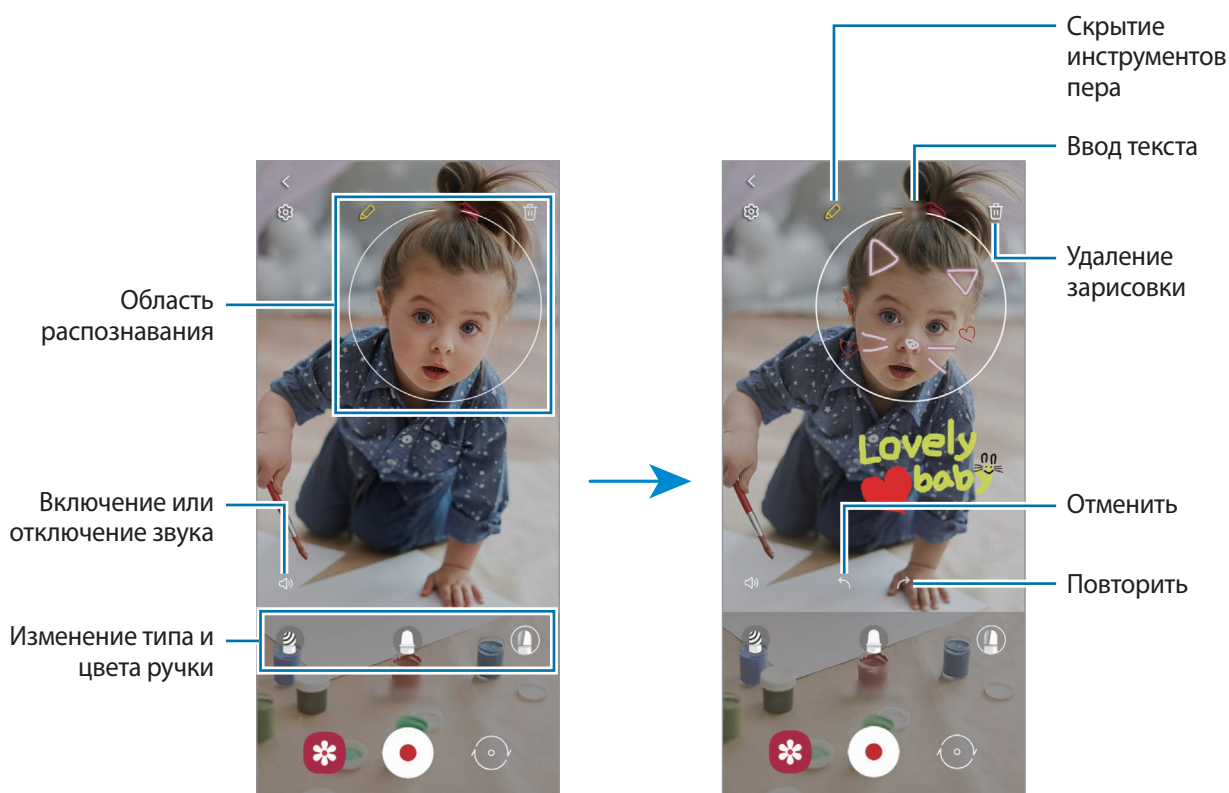 Скрытие
инструментов
пера
Ввод текста
Удаление
зарисовки
Область
распознавания
Lovely
baby
Включение или
отключение звука
Отменить
Повторить
Изменение типа и
цвета ручки